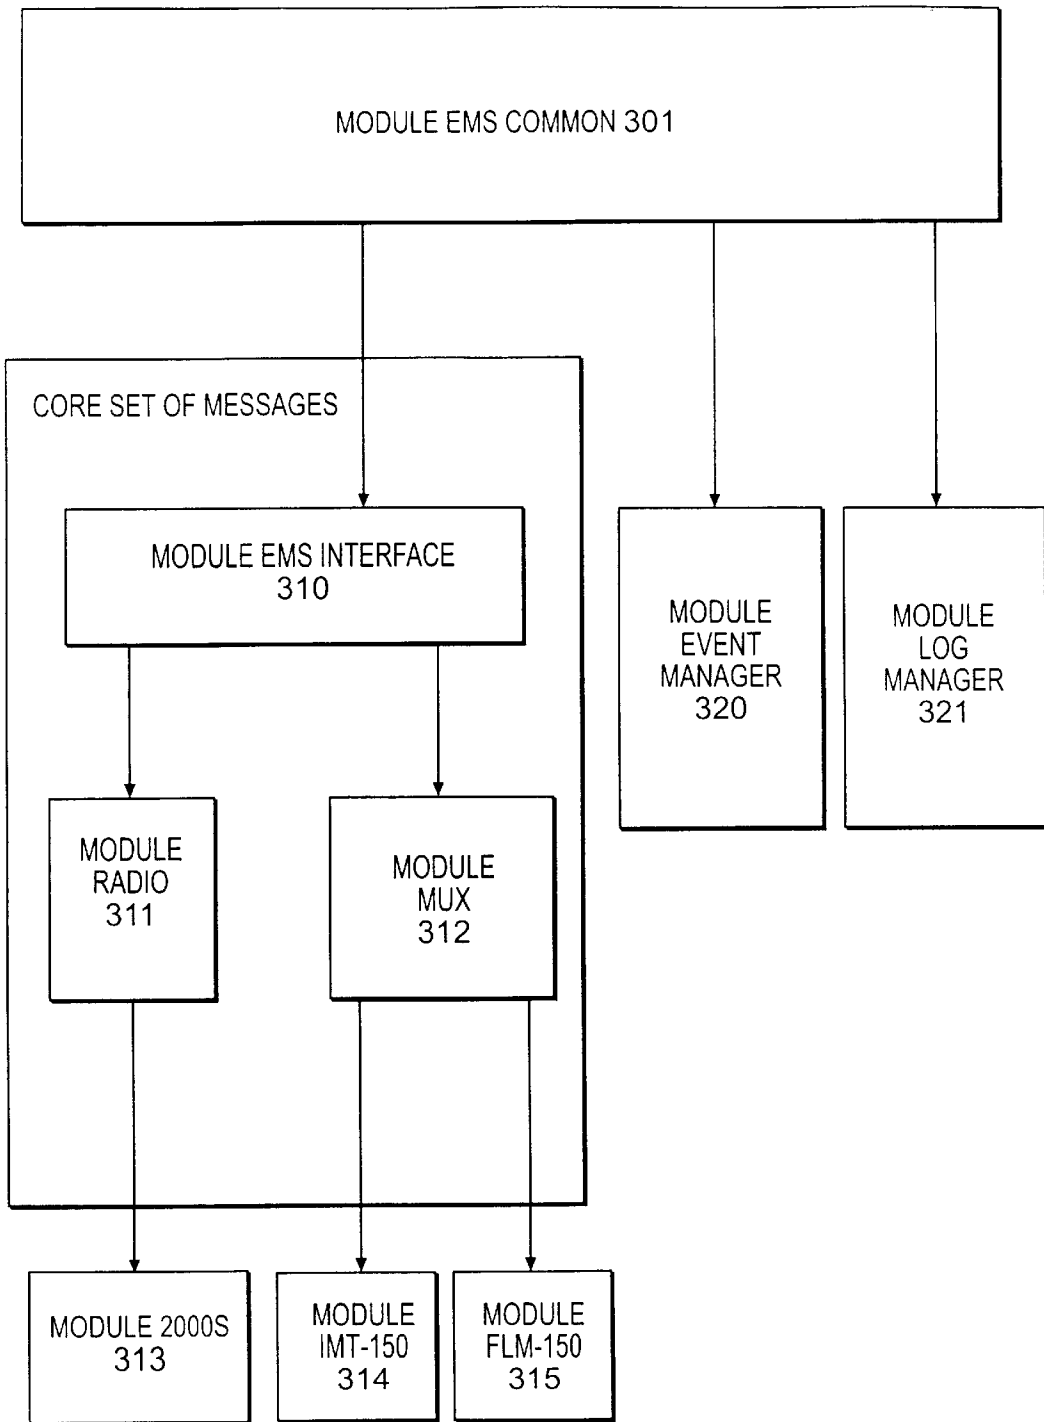 MODULE EMS COMMON 301
CORE SET OF MESSAGES
MODULE EMS INTERFACE
310
MODULE
EVENT
MANAGER
320
MODULE
LOG
MANAGER
321
MODULE
RADIO
311
MODULE
MUX
312
MODULE 2000S
313
MODULE
IMT-150
314
MODULE
FLM-150
315